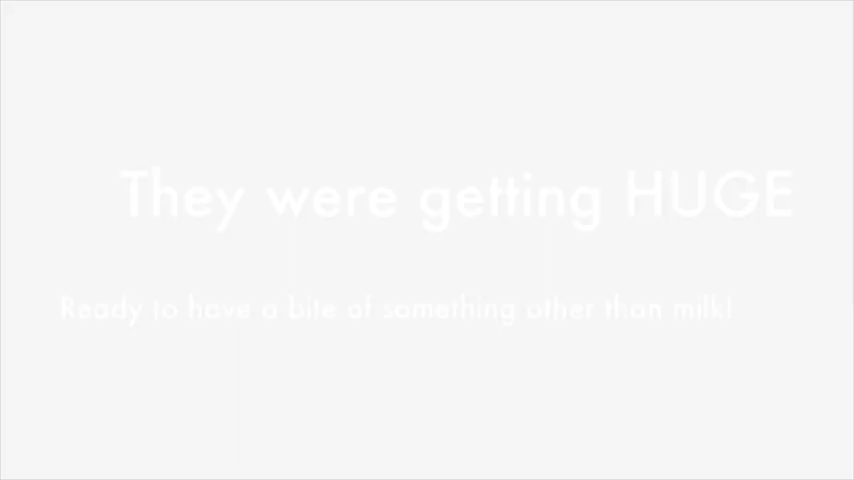 They were getting HUGE
Ready to have a bite of something other than milk!